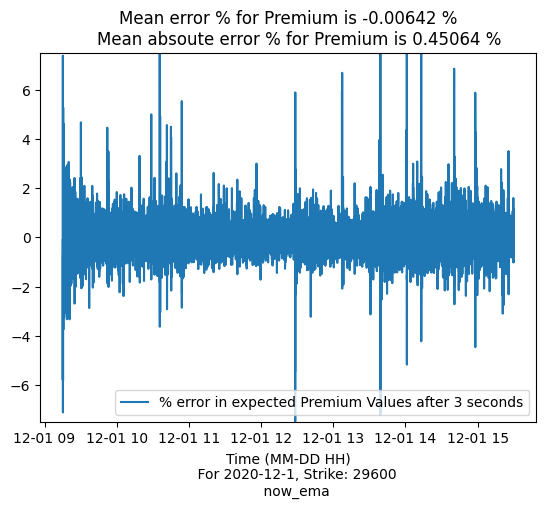 Mean error % for Premium is -0.00642 %
Mean absoute error % for Premium is 0.45064 %
6
4
2
0
−2
−4
−6
% error in expected Premium Values after 3 seconds
12-01 09 12-01 10 12-01 11 12-01 12 12-01 13 12-01 14 12-01 15
Time (MM-DD HH)
For 2020-12-1, Strike: 29600
now_ema